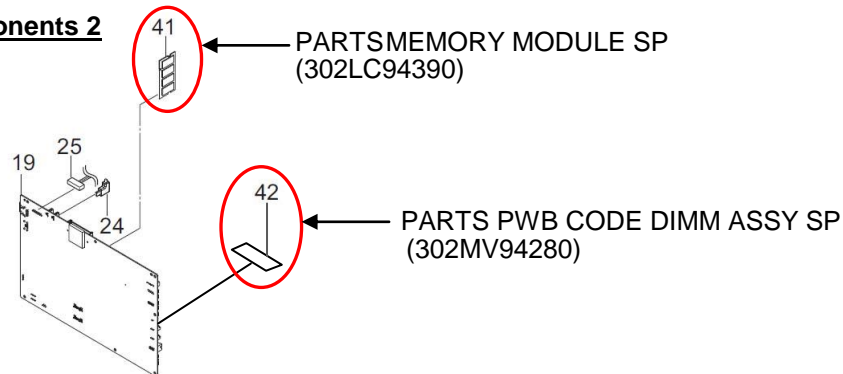 onents 2
41
PARTSMEMORY MODULE SP
(302LC94390)
25
19
24
42
PARTS PWB CODE DIMM ASSY SP
(302MV94280)